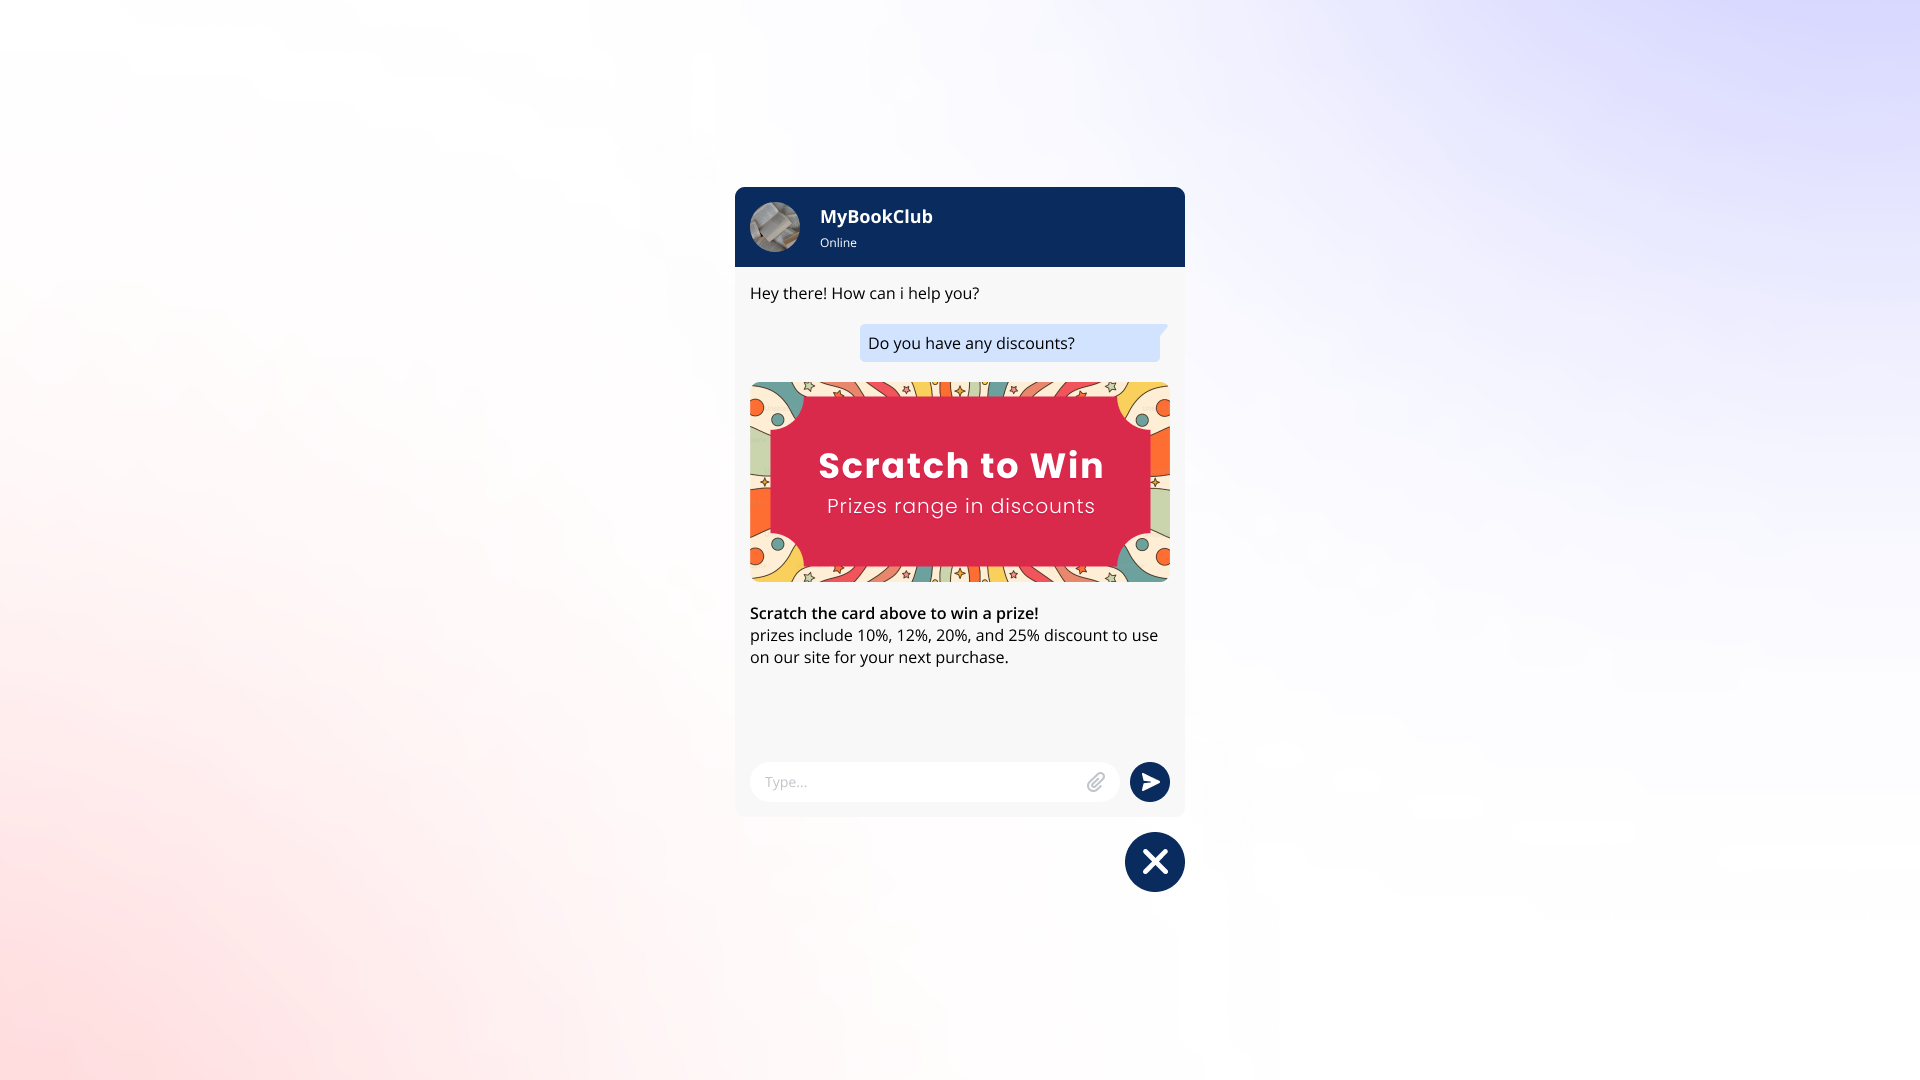 MyBookClub
Online
Hey there! How can i help you?
Do you have any discounts?
Scratch to Win
Prizes range in discounts
Scratch the card above to win a prize!
prizes include 10%, 12%, 20%, and 25% discount to use
on our site for your next purchase.
Type...